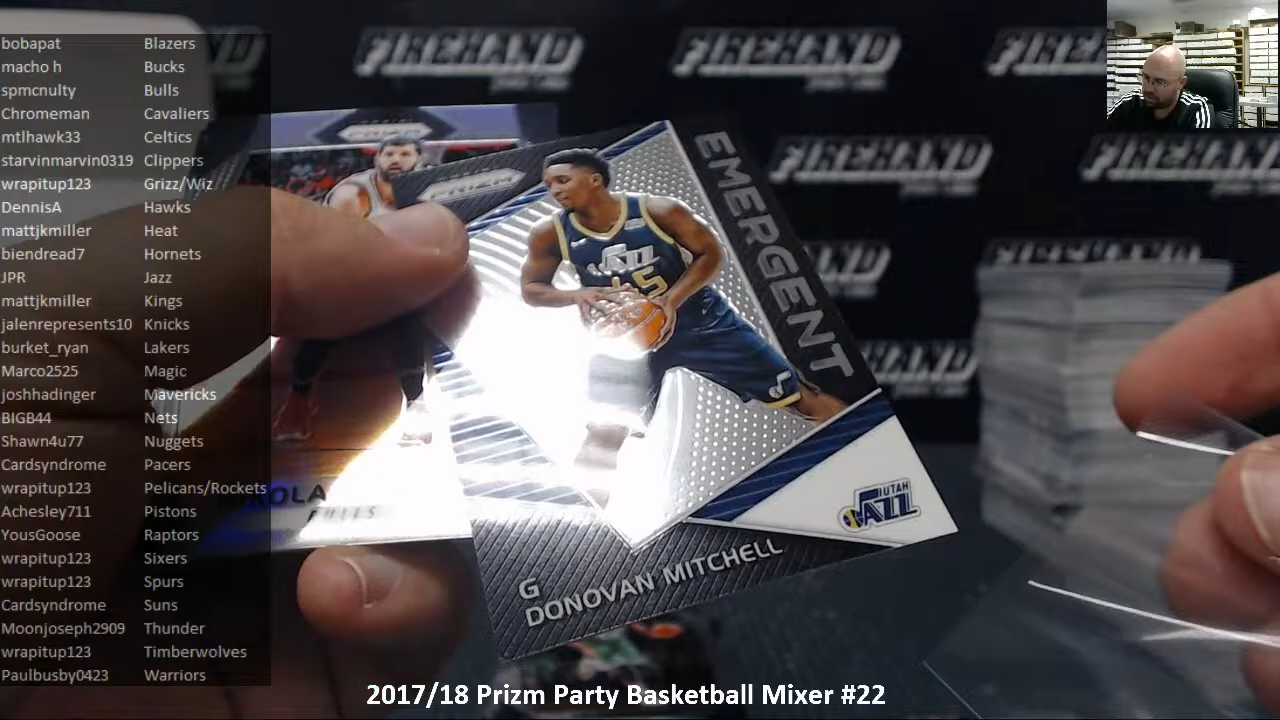 bobapat Blazers
macho h Bucks
spmcnulty Bulls
Chromeman Cavaliers
mtlhawk33 Celtics
starvinmarvin0319 Clippers
wrapitup123 Grizz/Wiz
DennisA Hawks
mattjkmiller Heat
biendread7 Hornets
JPR Jazz
mattjkmiller Kings
jalenrepresents10 Knicks
burket_ryan Lakers
Marco2525 Magic
joshhadinger Mavericks
BIGB44 Nets
Shawn4u77 Nuggets
Cardsyndrome Pacers
wrapitup123 Pelicans/Rockets
Achesley711 Pistons
YousGoose Raptors
wrapitup123 Sixers
wrapitup123 Spurs
Cardsyndrome Suns
Moonjoseph2909 Thunder
wrapitup123 Timberwolves
Paulbusby0423 Warriors
FIREHAND FIREHAND
FIREHAND FIREHAND
PRIZM
EMERGENT
JAZZ
45
UTAH
JAZZ
G
DONOVAN MITCHELL
BULLS
2017/18 Prizm Party Basketball Mixer #22